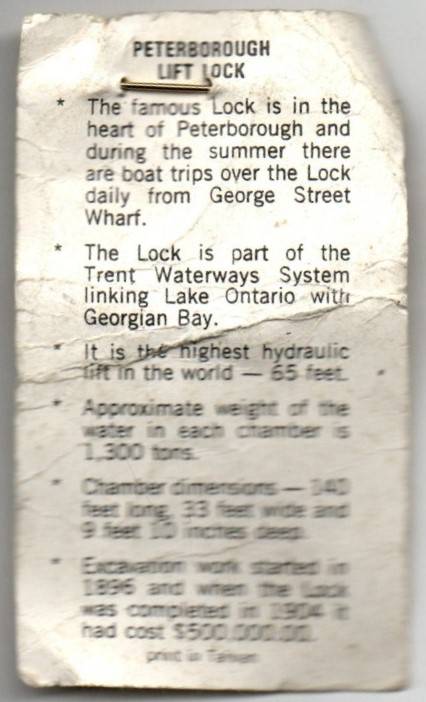 PETERBOROUGH
LIFT LOCK
* The famous Lock is in the
heart of Peterborough and
during the summer there
are boat trips over the Lock
daily from George Street
Wharf.
* The Lock is part of the
Trent Waterways System
linking Lake Ontario with
Georgian Bay.
* It is the highest hydraulic
lift in the world — 65 feet.
* Approximate weight of the
water in each chamber is
1,300 tons.
* Chamber dimensions — 140
feet long, 33 feet wide and
9 feet 10 inches deep.
* Excavation work started in
1896 and when the Lock
was completed in 1904 it
had cost $500,000.00.
print in Taiwan